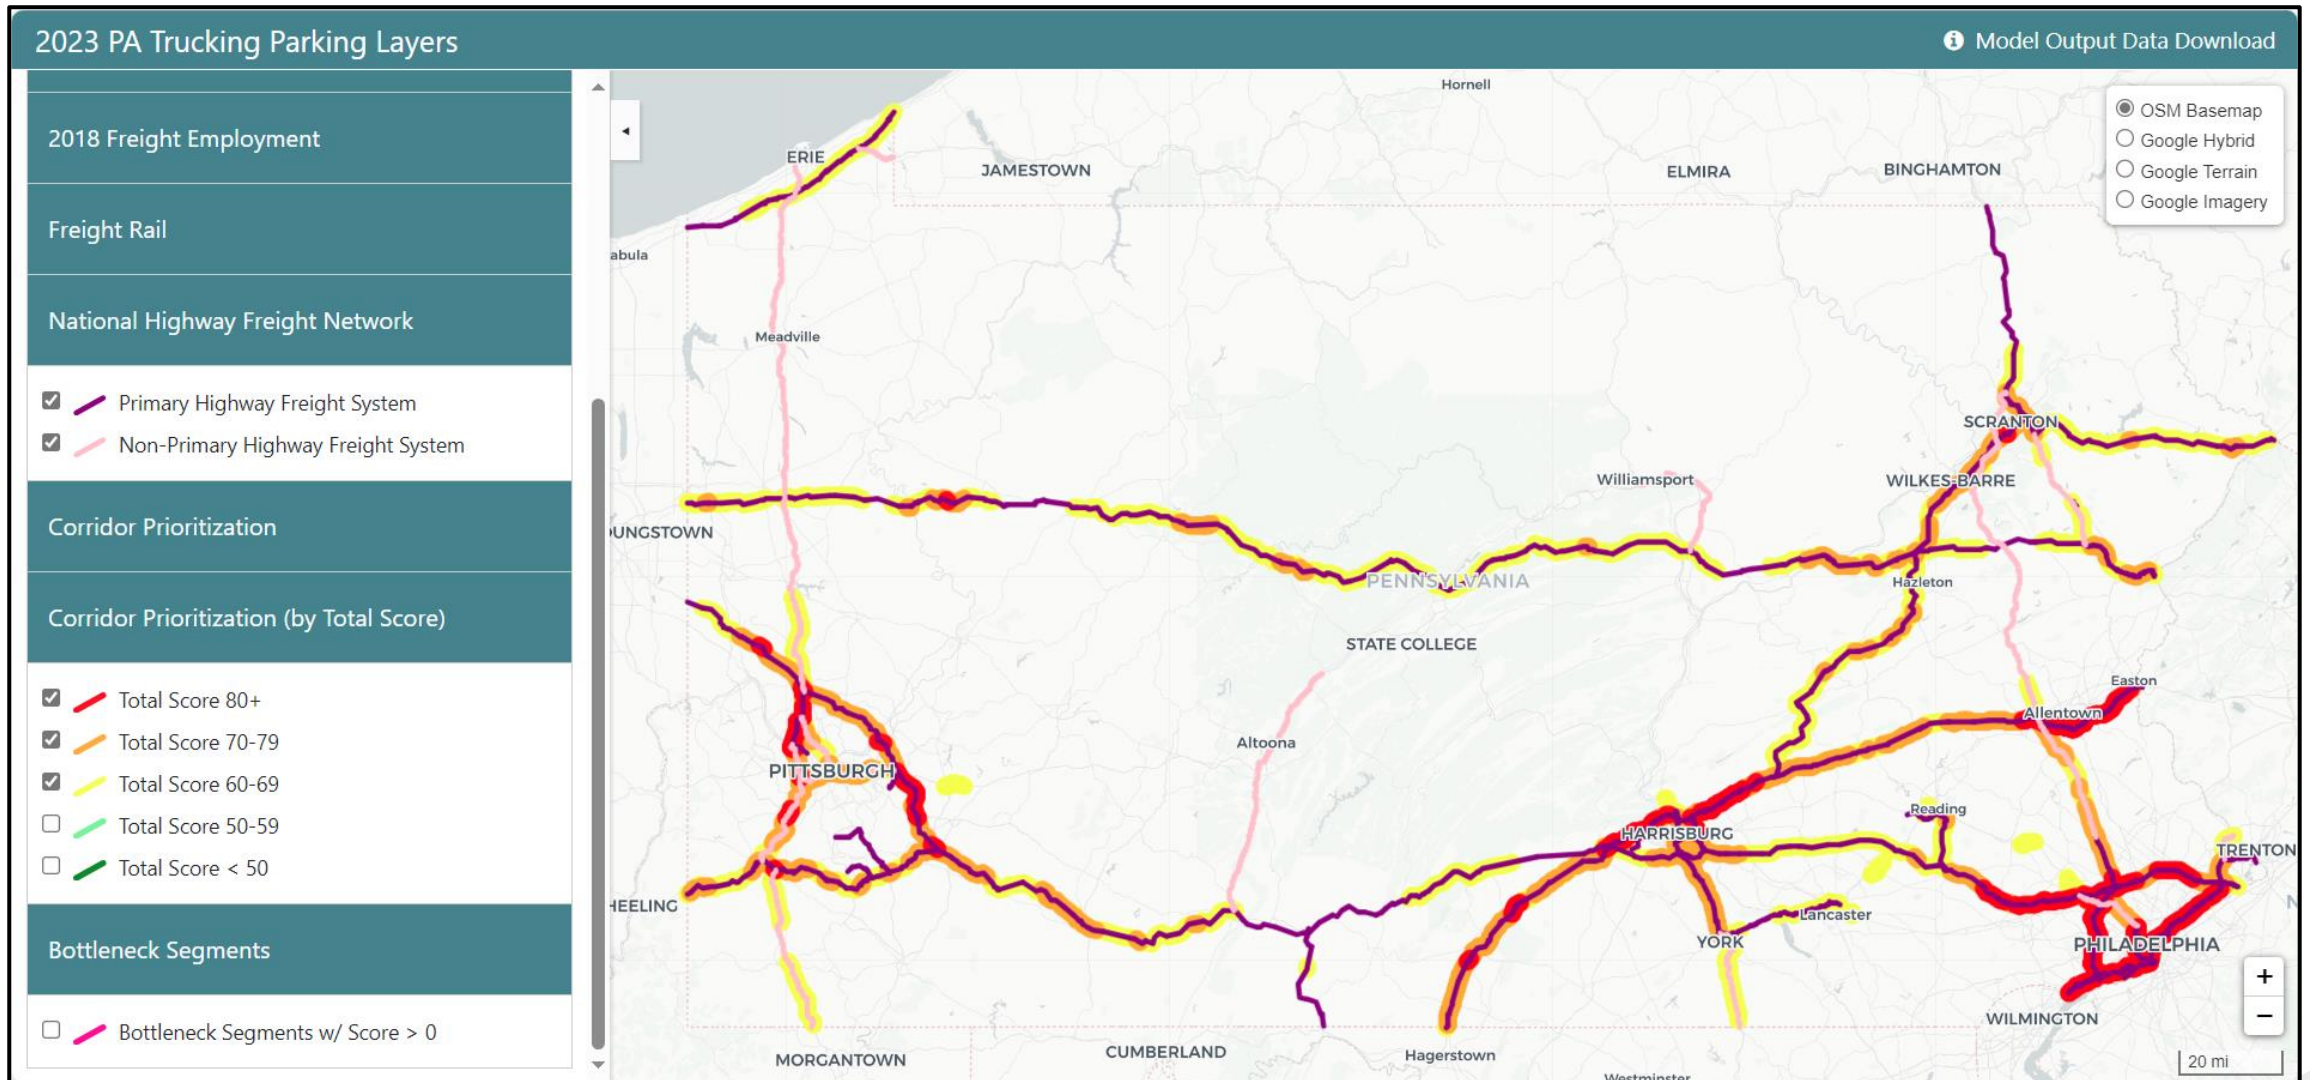 2023 PA Trucking Parking Layers
Model Output Data Download
2018 Freight Employment
Freight Rail
National Highway Freight Network
Primary Highway Freight System
Non-Primary Highway Freight System
Corridor Prioritization
Corridor Prioritization (by Total Score)
Total Score 80+
Total Score 70-79
Total Score 60-69
Total Score 50-59
Total Score < 50
Bottleneck Segments
Bottleneck Segments w/ Score > 0
OSM Basemap
Google Hybrid
Google Terrain
Google Imagery
Hornell
ERIE
JAMESTOWN
ELMIRA
BINGHAMTON
abula
Meadville
SCRANTON
Williamsport
WILKES-BARRE
UNGSTOWN
PENNSYLVANIA
Hazleton
STATE COLLEGE
Easton
Allentown
Altoona
PITTSBURGH
Reading
HARRISBURG
TRENTON
HEELING
Lancaster
YORK
PHILADELPHIA
WILMINGTON
MORGANTOWN
CUMBERLAND
Hagerstown
Westminster
+
−
20 mi